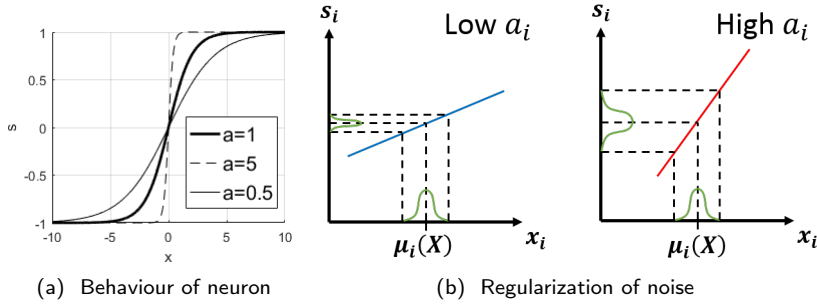 1
0.5
0
-0.5
-1
-10
-5
0
5
10
s
x
a=1
a=5
a=0.5
(a) Behaviour of neuron
s_i
Low a_i
μ_i(X)
x_i
s_i
High a_i
μ_i(X)
x_i
(b) Regularization of noise